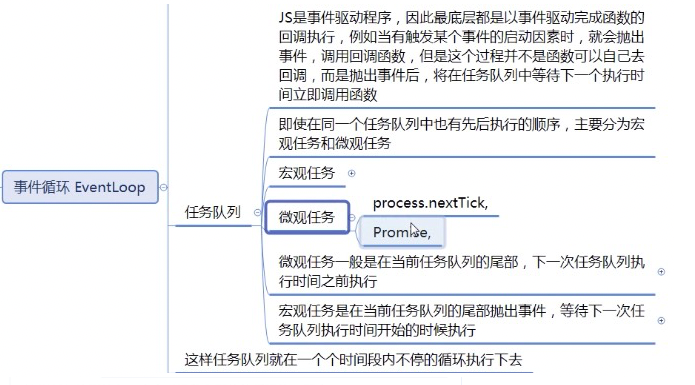 JS是事件驱动程序，因此最底层都是以事件驱动完成函数的
回调执行，例如当有触发某个事件的启动因素时，就会抛出
事件，调用回调函数，但是这个过程并不是函数可以自己去
回调，而是抛出事件后，将在任务队列中等待下一个执行时
间立即调用函数
即使在同一个任务队列中也有先后执行的顺序，主要分为宏
观任务和微观任务
宏观任务
事件循环 EventLoop
任务队列
微观任务
process.nextTick,
Promise,
微观任务一般是在当前任务队列的尾部，下一次任务队列执
行时间之前执行
宏观任务是在当前任务队列的尾部抛出事件，等待下一次任
务队列执行时间开始的时候执行
这样任务队列就在一个个时间段内不停的循环执行下去